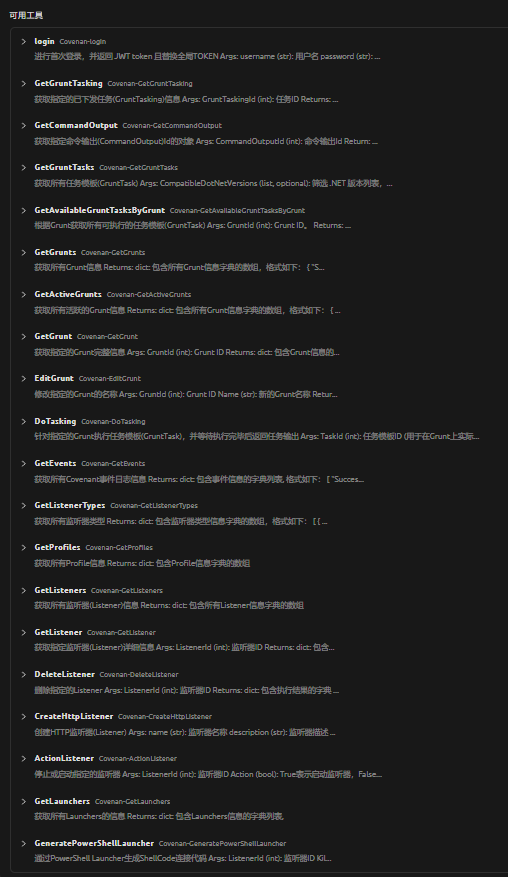 可用工具
login Covenan-login
进行首次登录，并返回 JWT token 且替换全局TOKEN Args: username (str): 用户名 password (str): ...
GetGruntTasking Covenan-GetGruntTasking
获取指定的已下发任务(GruntTasking)信息 Args: GruntTaskingId (int): 任务ID Returns: ...
GetCommandOutput Covenan-GetCommandOutput
获取指定命令输出(CommandOutput)Id的对象 Args: CommandOutputId (int): 命令输出Id Return: ...
GetGruntTasks Covenan-GetGruntTasks
获取所有任务模板(GruntTask) Args: CompatibleDotNetVersions (list, optional): 筛选 .NET 版本列表，...
GetAvailableGruntTasksByGrunt Covenan-GetAvailableGruntTasksByGrunt
根据Grunt获取所有可执行的任务模板(GruntTask) Args: GruntId (int): Grunt ID。 Returns: ...
GetGrunts Covenan-GetGrunts
获取所有Grunt信息 Returns: dict: 包含所有Grunt信息字典的数组，格式如下： { "S...
GetActiveGrunts Covenan-GetActiveGrunts
获取所有活跃的Grunt信息 Returns: dict: 包含所有Grunt信息字典的数组，格式如下： { ...
GetGrunt Covenan-GetGrunt
获取指定的Grunt完整信息 Args: GruntId (int): Grunt ID Returns: dict: 包含Grunt信息的...
EditGrunt Covenan-EditGrunt
修改指定的Grunt的名称 Args: GruntId (int): Grunt ID Name (str): 新的Grunt名称 Retur...
DoTasking Covenan-DoTasking
针对指定的Grunt执行任务模板(GruntTask)，并等待执行完毕后返回任务输出 Args: TaskId (int): 任务模板ID (用于在Grunt上实际...
GetEvents Covenan-GetEvents
获取所有Covenant事件日志信息 Returns: dict: 包含事件信息的字典列表, 格式如下： [ "Succes...
GetListenerTypes Covenan-GetListenerTypes
获取所有监听器类型 Returns: dict: 包含监听器类型信息字典的数组，格式如下： [ { ...
GetProfiles Covenan-GetProfiles
获取所有Profile信息 Returns: dict: 包含Profile信息字典的数组
GetListeners Covenan-GetListeners
获取所有监听器(Listener)信息 Returns: dict: 包含所有Listener信息字典的数组
GetListener Covenan-GetListener
获取指定监听器(Listener)详细信息 Args: ListenerId (int): 监听器ID Returns: dict: 包含...
DeleteListener Covenan-DeleteListener
删除指定的Listener Args: ListenerId (int): 监听器ID Returns: dict: 包含执行结果的字典 ...
CreateHttpListener Covenan-CreateHttpListener
创建HTTP监听器(Listener) Args: name (str): 监听器名称 description (str): 监听器描述 ...
ActionListener Covenan-ActionListener
停止或启动指定的监听器 Args: ListenerId (int): 监听器ID Action (bool): True表示启动监听器，False...
GetLaunchers Covenan-GetLaunchers
获取所有Launchers的信息 Returns: dict: 包含Launchers信息的字典列表,
GeneratePowerShellLauncher Covenan-GeneratePowerShellLauncher
通过PowerShell Launcher生成ShellCode连接代码 Args: ListenerId (int): 监听器ID KiL...